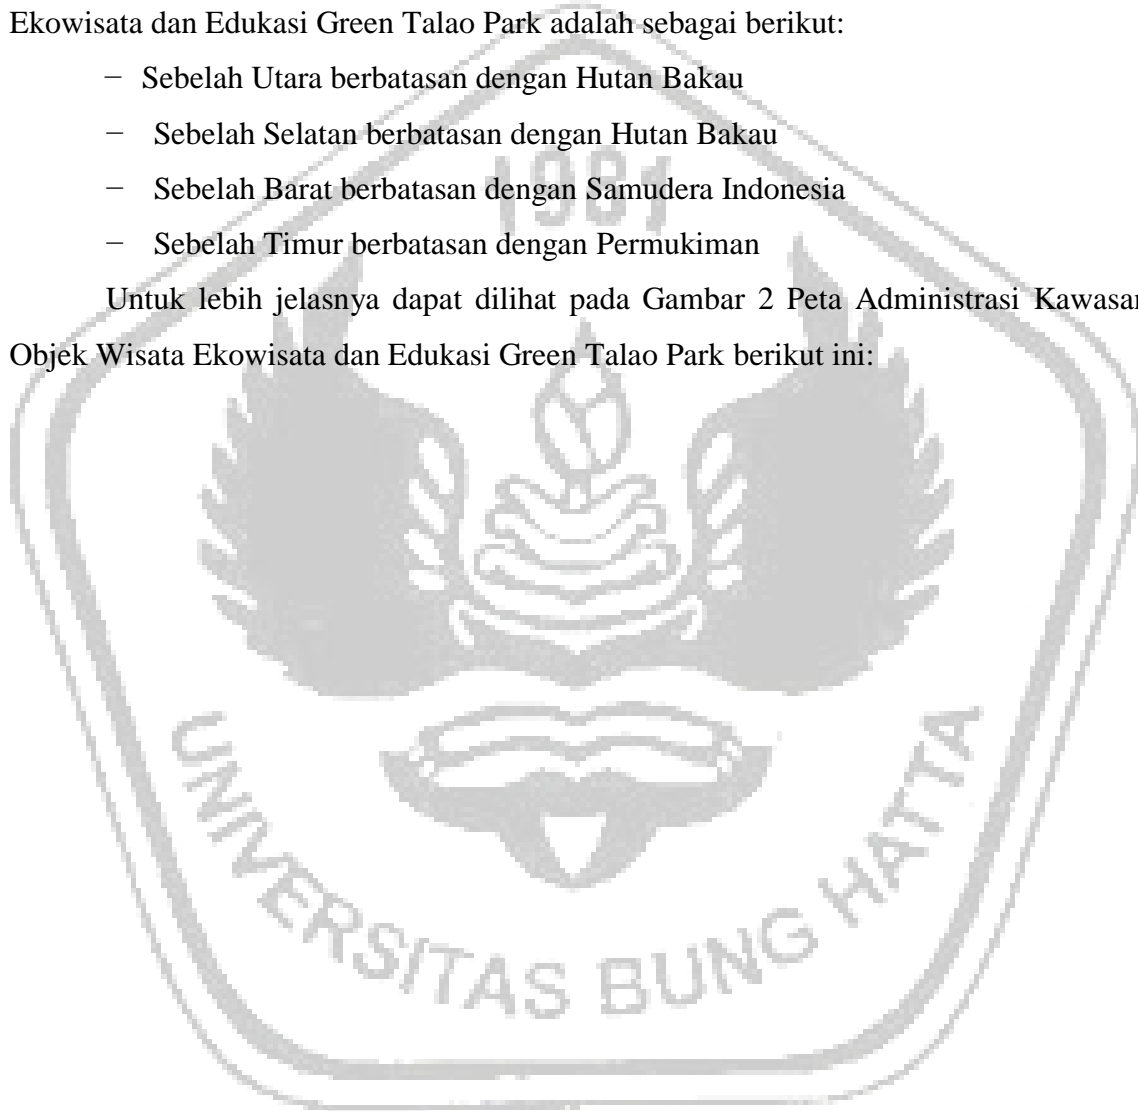 Ekowisata dan Edukasi Green Talao Park adalah sebagai berikut:
− Sebelah Utara berbatasan dengan Hutan Bakau
− Sebelah Selatan berbatasan dengan Hutan Bakau
− Sebelah Barat berbatasan dengan Samudera Indonesia
− Sebelah Timur berbatasan dengan Permukiman
Untuk lebih jelasnya dapat dilihat pada Gambar 2 Peta Administrasi Kawasan
Objek Wisata Ekowisata dan Edukasi Green Talao Park berikut ini:
1981
UNIVERSITAS BUNG HATTA